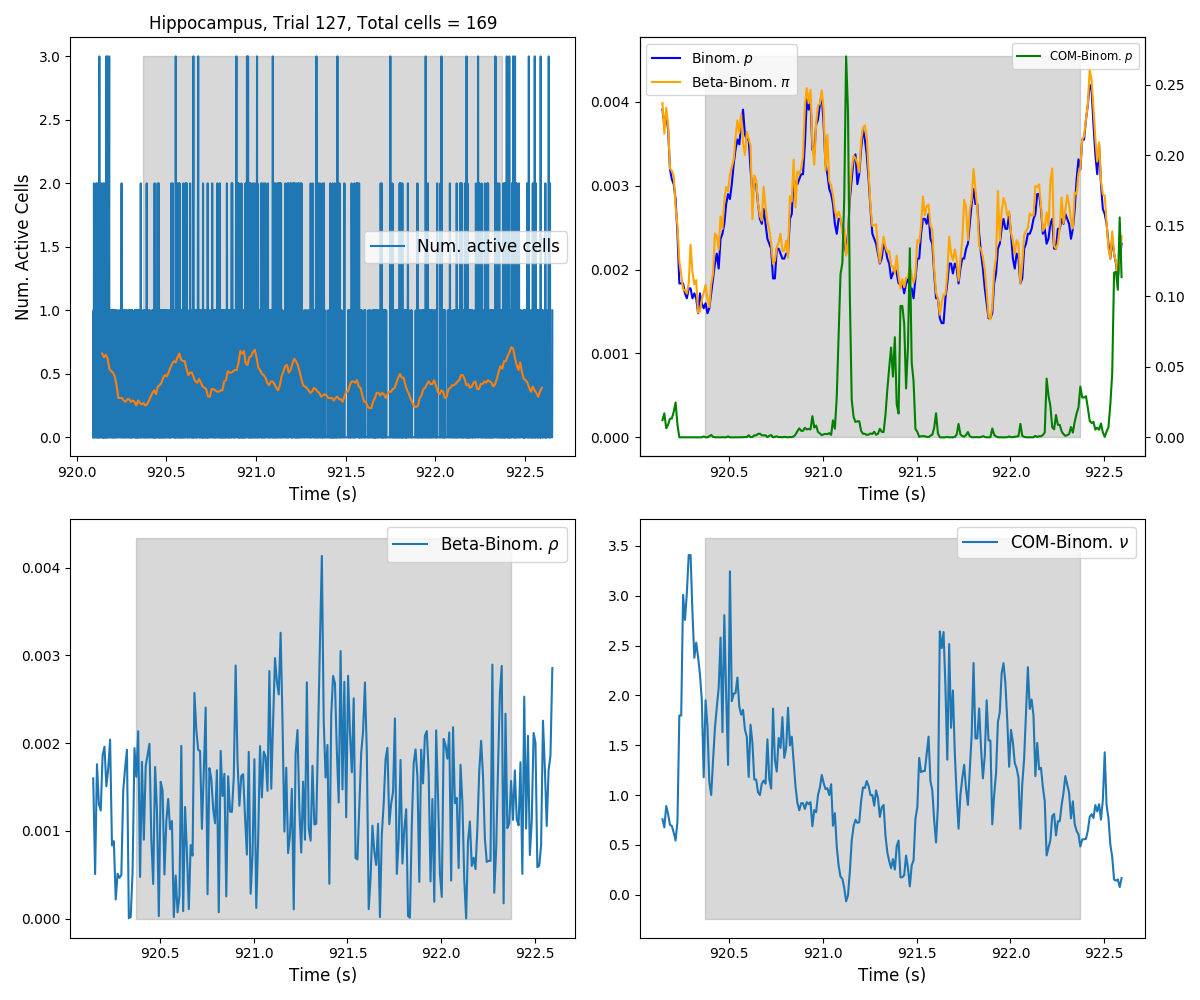 Hippocampus, Trial 127, Total cells = 169
Num. Active Cells
3.0
2.5
2.0
1.5
1.0
0.5
0.0
Num. active cells
920.0 920.5 921.0 921.5 922.0 922.5
Time (s)
Binom. p
Beta-Binom. π
COM-Binom. p
0.004
0.003
0.002
0.001
0.000
0.25
0.20
0.15
0.10
0.05
0.00
920.5 921.0 921.5 922.0 922.5
Time (s)
Beta-Binom. ρ
0.004
0.003
0.002
0.001
0.000
920.5 921.0 921.5 922.0 922.5
Time (s)
COM-Binom. ν
3.5
3.0
2.5
2.0
1.5
1.0
0.5
0.0
920.5 921.0 921.5 922.0 922.5
Time (s)